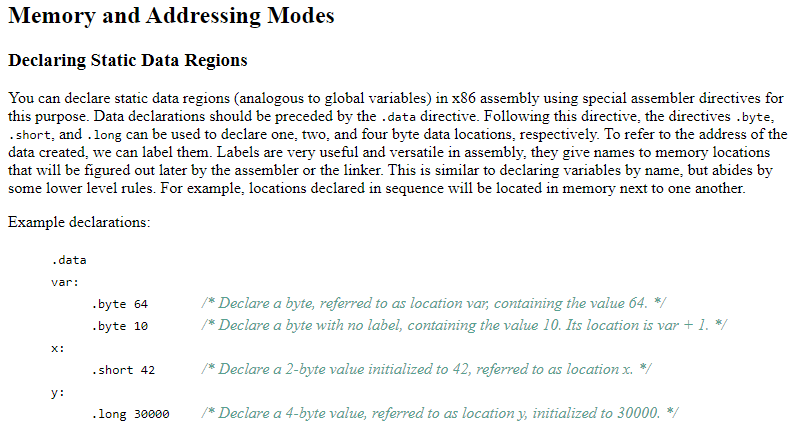 Memory and Addressing Modes
Declaring Static Data Regions
You can declare static data regions (analogous to global variables) in x86 assembly using special assembler directives for
this purpose. Data declarations should be preceded by the .data directive. Following this directive, the directives .byte,
.short, and .long can be used to declare one, two, and four byte data locations, respectively. To refer to the address of the
data created, we can label them. Labels are very useful and versatile in assembly, they give names to memory locations
that will be figured out later by the assembler or the linker. This is similar to declaring variables by name, but abides by
some lower level rules. For example, locations declared in sequence will be located in memory next to one another.
Example declarations:
.data
var:
.byte 64 /* Declare a byte, referred to as location var, containing the value 64. */
.byte 10 /* Declare a byte with no label, containing the value 10. Its location is var + 1. */
x:
.short 42 /* Declare a 2-byte value initialized to 42, referred to as location x. */
y:
.long 30000 /* Declare a 4-byte value, referred to as location y, initialized to 30000. */